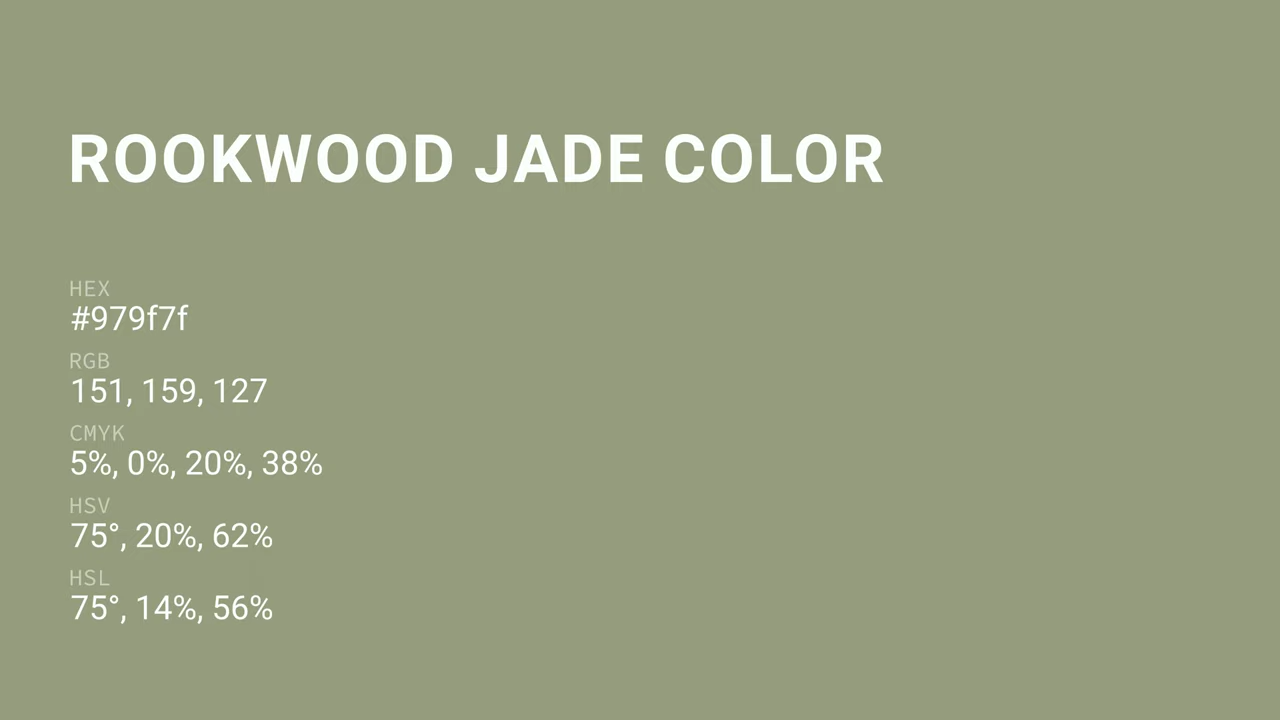 ROOKWOOD JADE COLOR
HEX
#979f7f
RGB
151, 159, 127
CMYK
5%, 0%, 20%, 38%
HSV
75°, 20%, 62%
HSL
75°, 14%, 56%